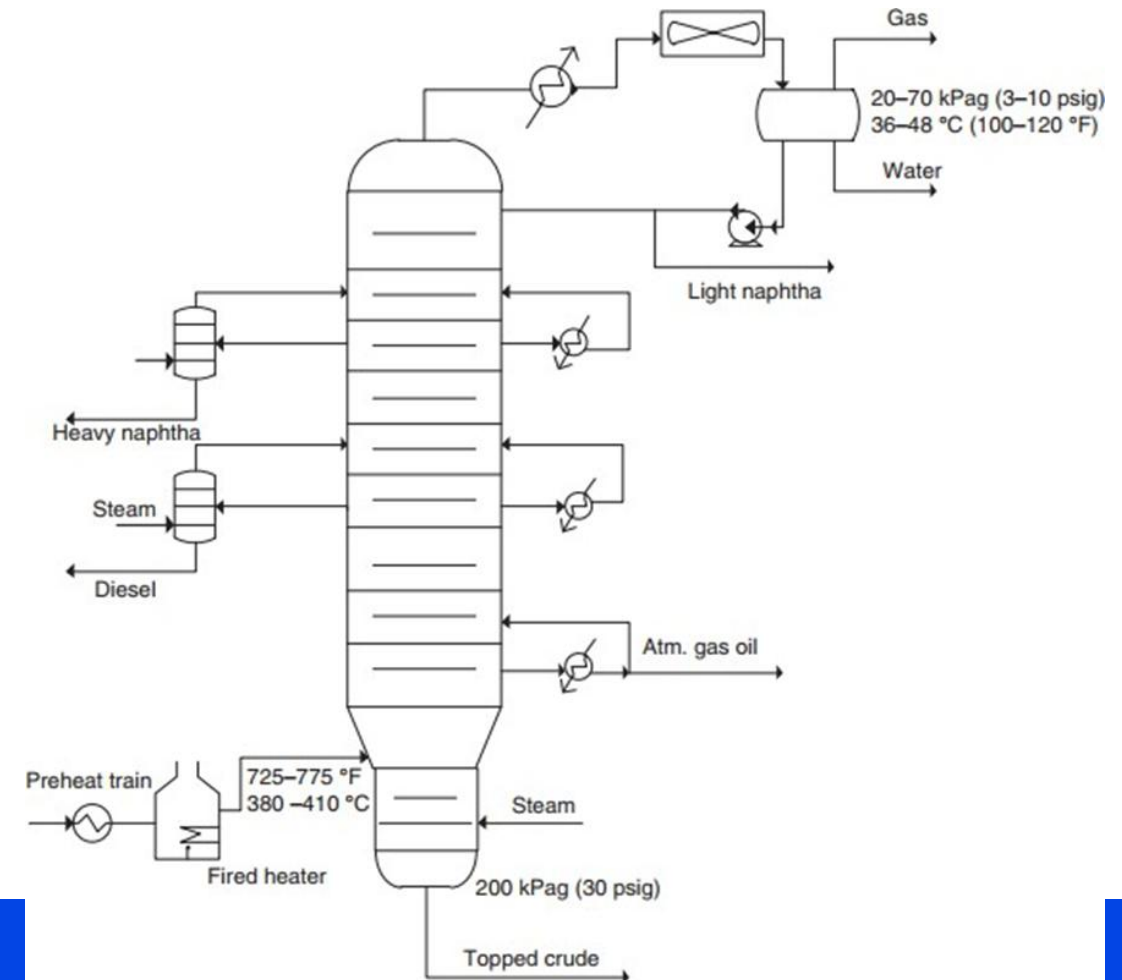 Gas
20–70 kPag (3–10 psig)
36–48 °C (100–120 °F)
Water
Light naphtha
Heavy naphtha
Steam
Diesel
Atm. gas oil
Preheat train
725–775 °F
380 –410 °C
Steam
Fired heater
200 kPag (30 psig)
Topped crude